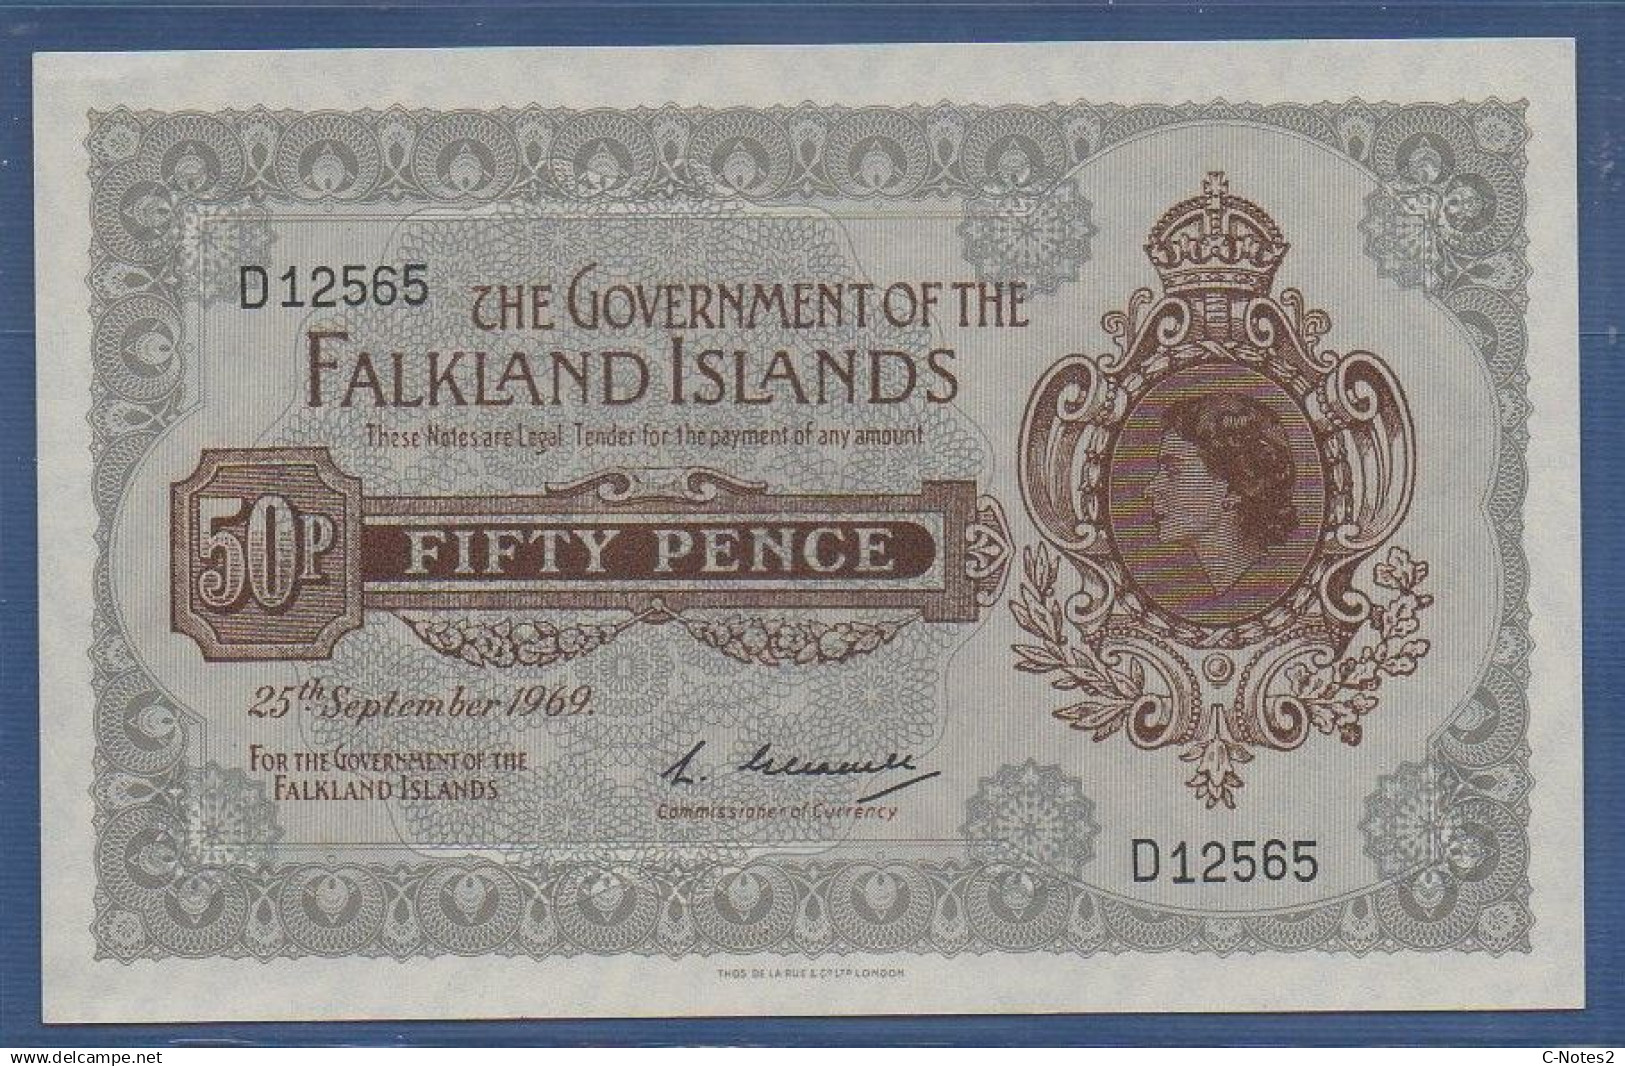 D12565
THE GOVERNMENT OF THE
FALKLAND ISLANDS
These Notes are Legal Tender for the payment of any amount
50P
FIFTY PENCE
25th September 1969.
FOR THE GOVERNMENT OF THE
FALKLAND ISLANDS
Commissioner of Currency
D12565
THOS DE LA RUE & CO LTD LONDON
www.delcampe.net
C-Notes2